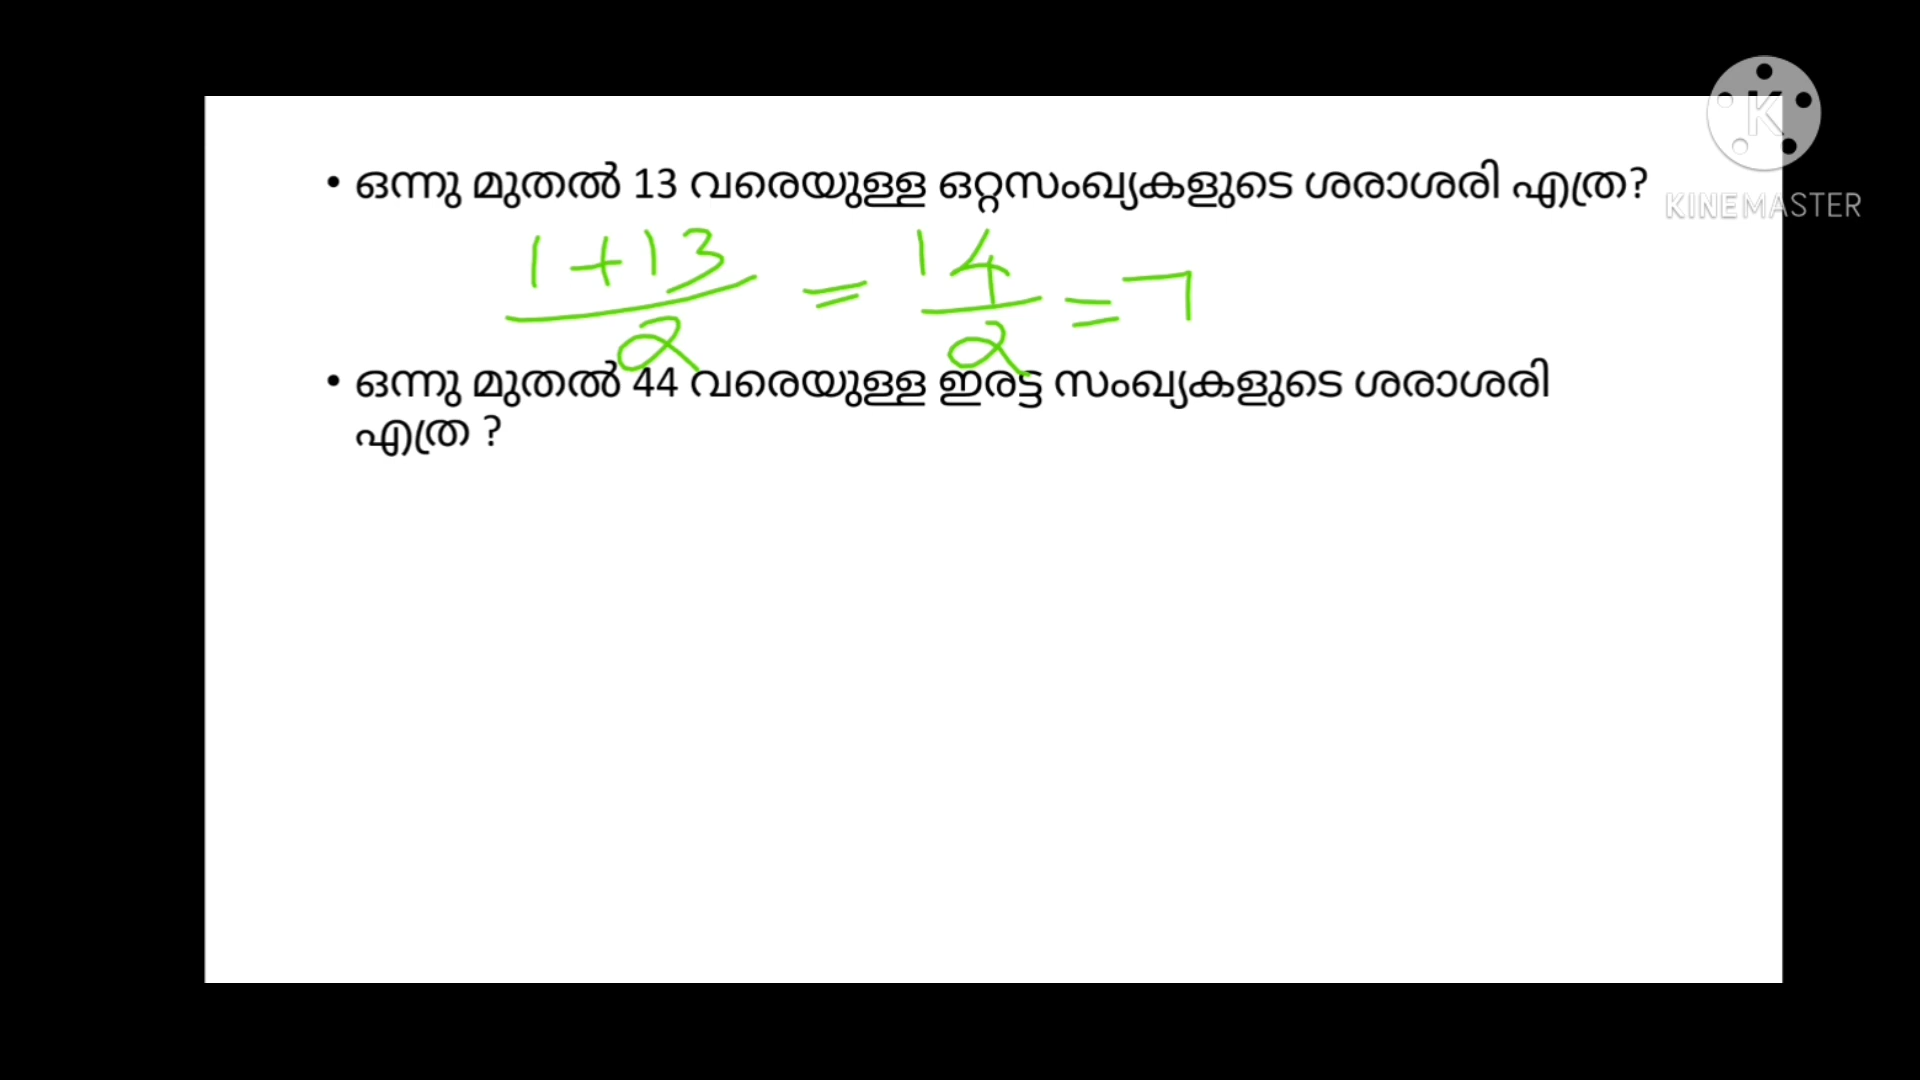 • ഒന്നു മുതൽ 13 വരെയുള്ള ഒറ്റസംഖ്യകളുടെ ശരാശരി എത്ര?
1+13/2 = 14/2 = 7
• ഒന്നു മുതൽ 44 വരെയുള്ള ഇരട്ട സംഖ്യകളുടെ ശരാശരി
എത്ര ?
K
KINEMASTER